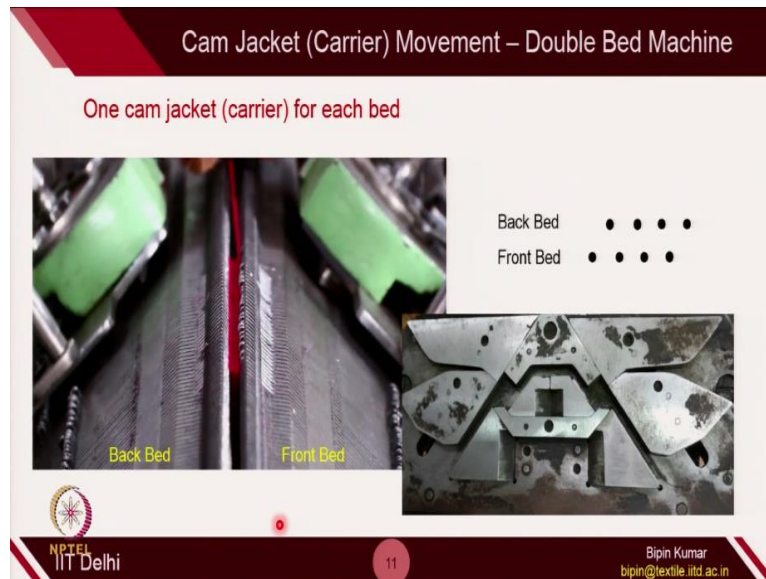 Cam Jacket (Carrier) Movement – Double Bed Machine
One cam jacket (carrier) for each bed
Back Bed
Front Bed
Back Bed
Front Bed
NPTEL
IIT Delhi
11
Bipin Kumar
bipin@textile.iitd.ac.in